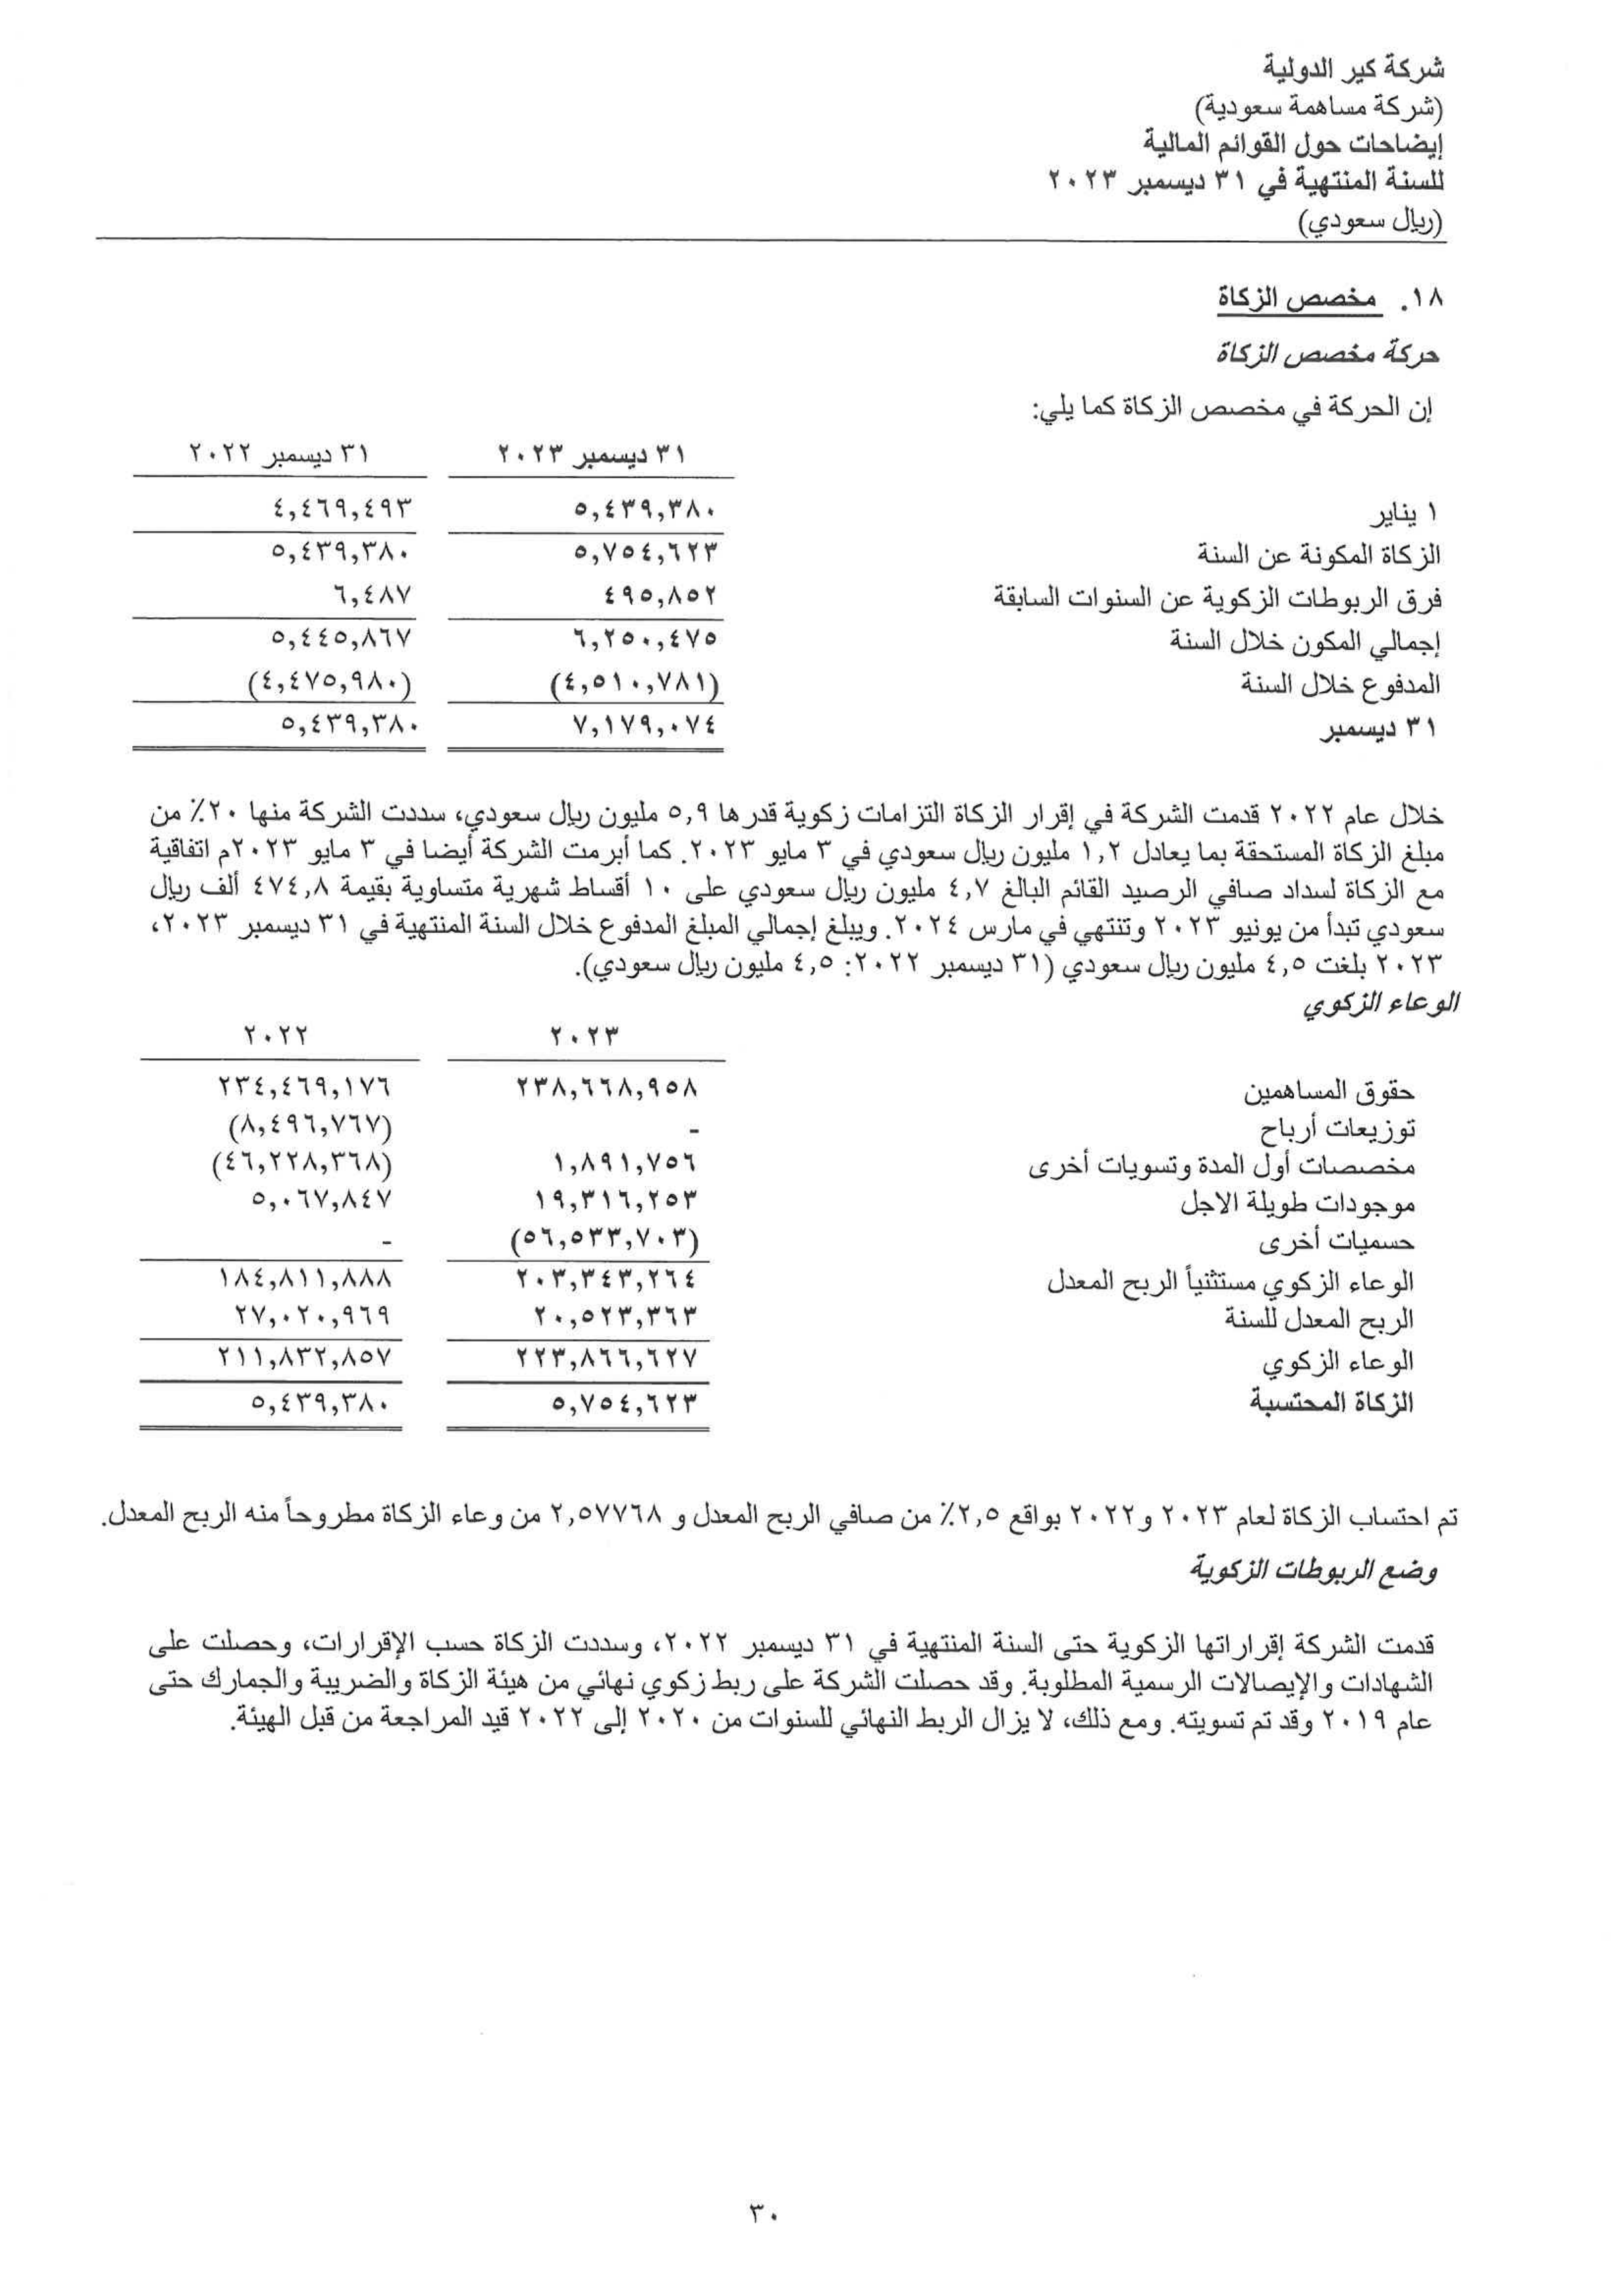 شركة كير الدولية
(شركة مساهمة سعودية)
إيضاحات حول القوائم المالية
للسنة المنتهية في ٣١ ديسمبر ٢٠٢٣
(ريال سعودي)
١٨. مخصص الزكاة
حركة مخصص الزكاة
إن الحركة في مخصص الزكاة كما يلي:
٣١ ديسمبر ٢٠٢٣ ٣١ ديسمبر ٢٠٢٢
١ يناير ٥,٤٣٩,٣٨٠ ٤,٤٦٩,٤٩٣
الزكاة المكونة عن السنة ٥,٧٥٤,٦٢٣ ٥,٤٣٩,٣٨٠
فرق الربوطات الزكوية عن السنوات السابقة ٤٩٥,٨٥٢ ٦,٤٨٧
إجمالي المكون خلال السنة ٦,٢٥٠,٤٧٥ ٥,٤٤٥,٨٦٧
المدفوع خلال السنة (٤,٥١٠,٧٨١) (٤,٤٧٥,٩٨٠)
٣١ ديسمبر ٧,١٧٩,٠٧٤ ٥,٤٣٩,٣٨٠
خلال عام ٢٠٢٢ قدمت الشركة في إقرار الزكاة التزامات زكوية قدرها ٥,٩ مليون ريال سعودي، سددت الشركة منها ٢٠٪ من
مبلغ الزكاة المستحقة بما يعادل ١,٢ مليون ريال سعودي في ٣ مايو ٢٠٢٣. كما أبرمت الشركة أيضا في ٣ مايو ٢٠٢٣م اتفاقية
مع الزكاة لسداد صافي الرصيد القائم البالغ ٤,٧ مليون ريال سعودي على ١٠ أقساط شهرية متساوية بقيمة ٤٧٤,٨ ألف ريال
سعودي تبدأ من يونيو ٢٠٢٣ وتنتهي في مارس ٢٠٢٤. ويبلغ إجمالي المبلغ المدفوع خلال السنة المنتهية في ٣١ ديسمبر ٢٠٢٣،
٢٠٢٣ بلغت ٤,٥ مليون ريال سعودي (٣١ ديسمبر ٢٠٢٢: ٤,٥ مليون ريال سعودي).
الوعاء الزكوي
٢٠٢٣ ٢٠٢٢
حقوق المساهمين ٢٣٨,٦٦٨,٩٥٨ ٢٣٤,٤٦٩,١٧٦
توزيعات أرباح - (٨,٤٩٦,٧٦٧)
مخصصات أول المدة وتسويات أخرى ١,٨٩١,٧٥٦ (٤٦,٢٢٨,٣٦٨)
موجودات طويلة الاجل ١٩,٣١٦,٢٥٣ ٥,٠٦٧,٨٤٧
حسميات أخرى (٥٦,٥٣٣,٧٠٣) -
الوعاء الزكوي مستثنياً الربح المعدل ٢٠٣,٣٤٣,٢٦٤ ١٨٤,٨١١,٨٨٨
الربح المعدل للسنة ٢٠,٥٢٣,٣٦٣ ٢٧,٠٢٠,٩٦٩
الوعاء الزكوي ٢٢٣,٨٦٦,٦٢٧ ٢١١,٨٣٢,٨٥٧
الزكاة المحتسبة ٥,٧٥٤,٦٢٣ ٥,٤٣٩,٣٨٠
تم احتساب الزكاة لعام ٢٠٢٣ و٢٠٢٢ بواقع ٢,٥٪ من صافي الربح المعدل و ٢,٥٧٧٦٨ من وعاء الزكاة مطروحاً منه الربح المعدل.
وضع الربوطات الزكوية
قدمت الشركة إقراراتها الزكوية حتى السنة المنتهية في ٣١ ديسمبر ٢٠٢٢، وسددت الزكاة حسب الإقرارات، وحصلت على
الشهادات والإيصالات الرسمية المطلوبة. وقد حصلت الشركة على ربط زكوي نهائي من هيئة الزكاة والضريبة والجمارك حتى
عام ٢٠١٩ وقد تم تسويته. ومع ذلك، لا يزال الربط النهائي للسنوات من ٢٠٢٠ إلى ٢٠٢٢ قيد المراجعة من قبل الهيئة.
٣٠